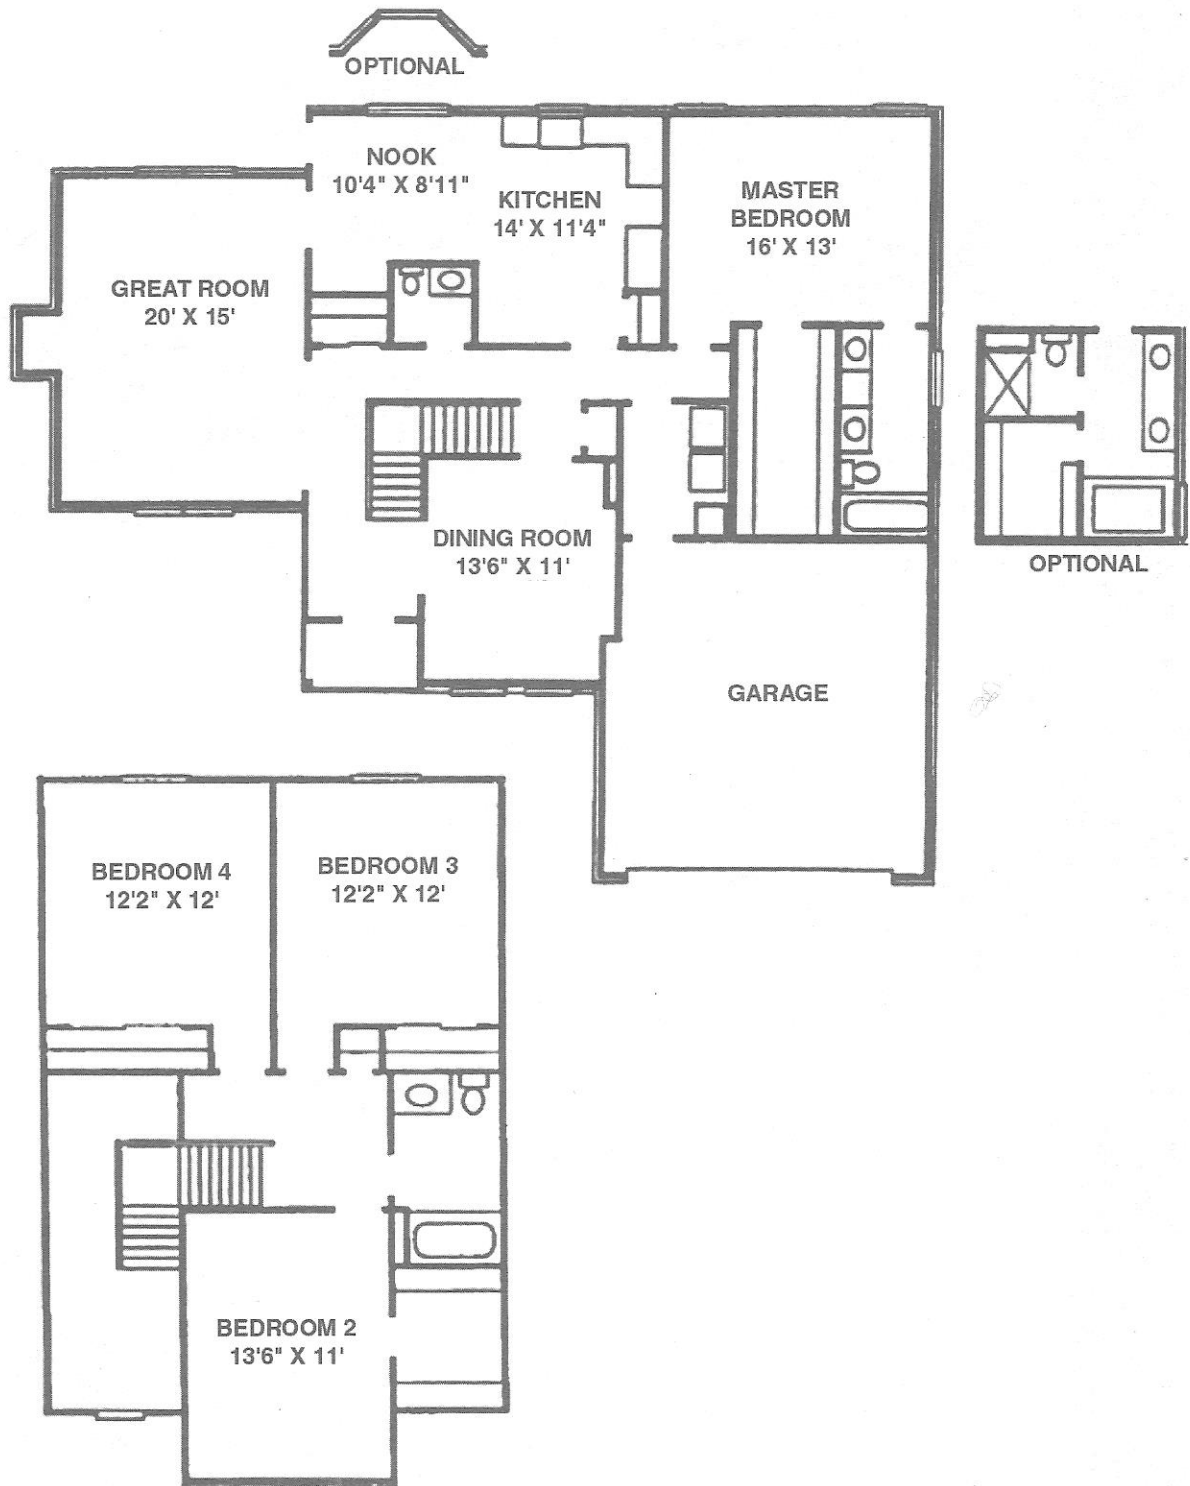 OPTIONAL
NOOK
10'4" X 8'11"
KITCHEN
14' X 11'4"
MASTER
BEDROOM
16' X 13'
GREAT ROOM
20' X 15'
DINING ROOM
13'6" X 11'
OPTIONAL
GARAGE
BEDROOM 4
12'2" X 12'
BEDROOM 3
12'2" X 12'
BEDROOM 2
13'6" X 11'